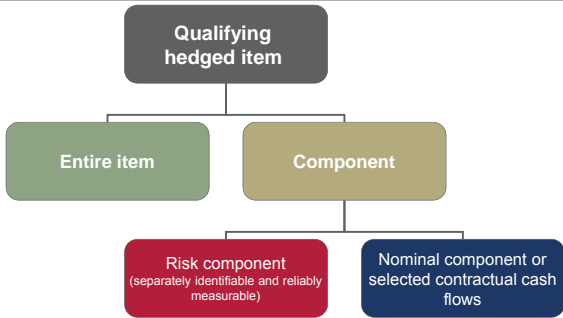 Qualifying
hedged item
Entire item
Component
Risk component
(separately identifiable and reliably
measurable)
Nominal component or
selected contractual cash
flows